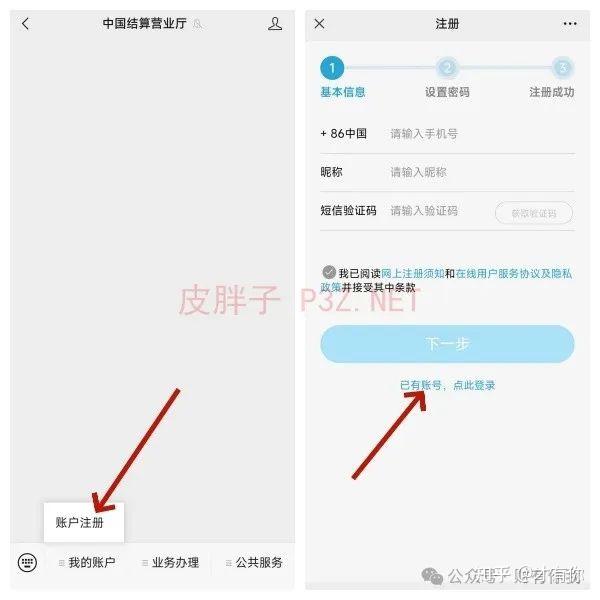 中国结算营业厅
账户注册
我的账户
业务办理
公共服务
注册
1
2
3
基本信息
设置密码
注册成功
+ 86中国
请输入手机号
昵称
请输入昵称
短信验证码
请输入验证码
获取验证码
我已阅读网上注册须知和在线用户服务协议及隐私
政策并接受其中条款
下一步
已有账号，点此登录
皮胖子 P3Z.NET
知乎
公众号